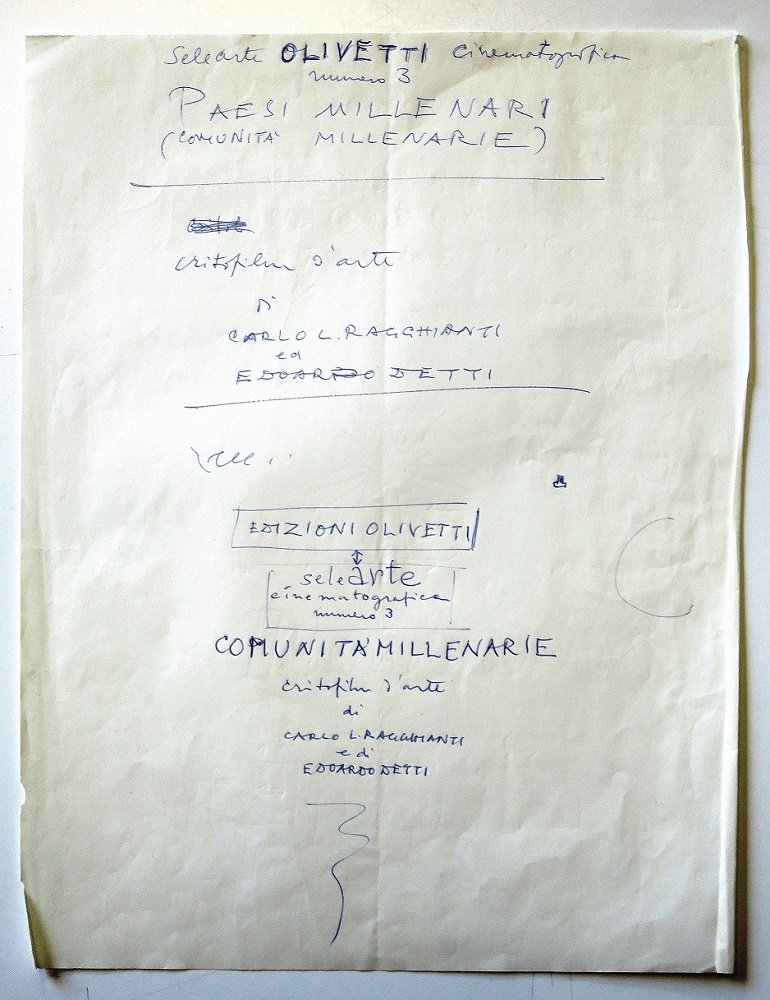 selearte OLIVETTI cinematografica
numero 3
PAESI MILLENARI
(COMUNITA' MILLENARIE)
critofilm d'arte
di
CARLO L. RAGGHIANTI
ed
EDOARDO DETTI
EDIZIONI OLIVETTI
selearte
cinematografica
numero 3
COMUNITA' MILLENARIE
critofilm d'arte
di
CARLO L. RAGGHIANTI
e di
EDOARDO DETTI